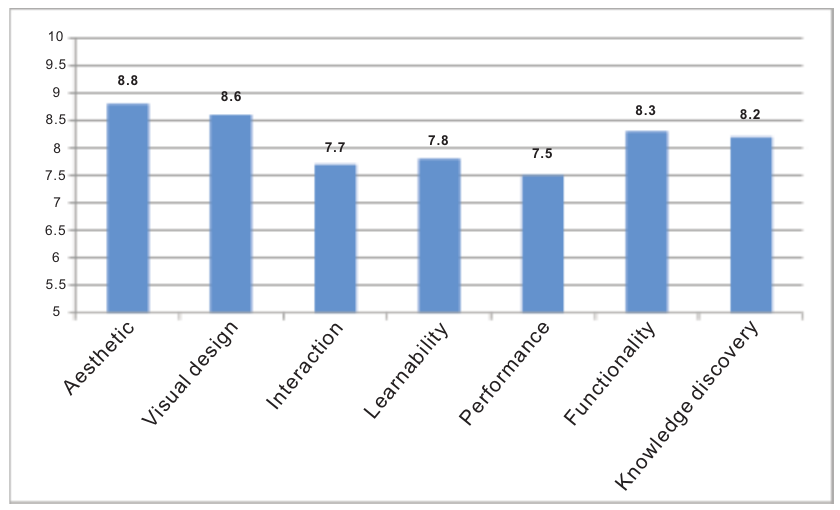 10
9.5
9
8.5
8
7.5
7
6.5
6
5.5
5
8.8
8.6
7.7
7.8
7.5
8.3
8.2
Aesthetic
Visual design
Interaction
Learnability
Performance
Functionality
Knowledge discovery